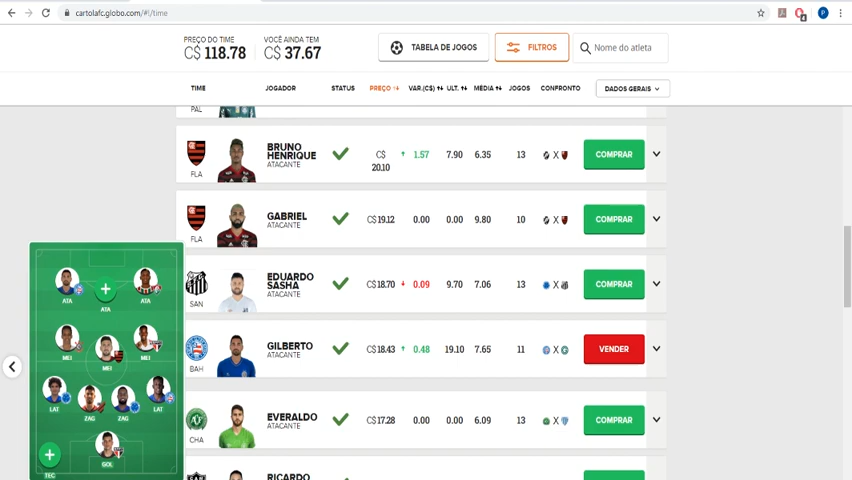 cartolafc.globo.com/#!/time
4
P
PREÇO DO TIME
C$ 118.78
VOCÊ AINDA TEM
C$ 37.67
TABELA DE JOGOS
FILTROS
Nome do atleta
TIME JOGADOR STATUS PREÇO VAR.(C$) ULT. MÉDIA JOGOS CONFRONTO DADOS GERAIS
PAL
FLA
BRUNO
HENRIQUE
ATACANTE
C$
20.10
1.57 7.90 6.35 13 X COMPRAR
FLA
GABRIEL
ATACANTE
C$ 19.12 0.00 0.00 9.80 10 X COMPRAR
SAN
EDUARDO
SASHA
ATACANTE
C$ 18.70 0.09 9.70 7.06 13 X COMPRAR
BAH
GILBERTO
ATACANTE
C$ 18.43 0.48 19.10 7.65 11 X VENDER
CHA
EVERALDO
ATACANTE
C$ 17.28 0.00 0.00 6.09 13 X COMPRAR
RICARDO
ATA ATA ATA
MEI MEI MEI
LAT ZAG ZAG LAT
GOL
TEC